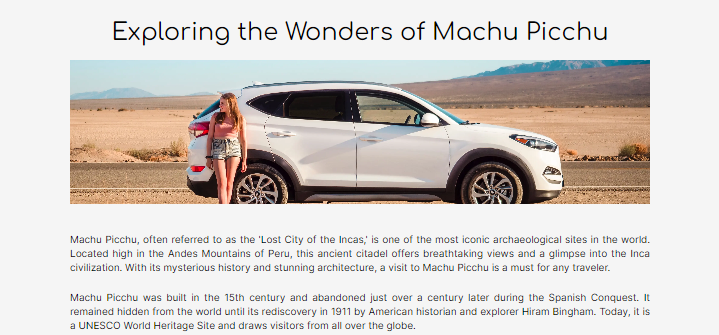 Exploring the Wonders of Machu Picchu
Machu Picchu, often referred to as the 'Lost City of the Incas,' is one of the most iconic archaeological sites in the world.
Located high in the Andes Mountains of Peru, this ancient citadel offers breathtaking views and a glimpse into the Inca
civilization. With its mysterious history and stunning architecture, a visit to Machu Picchu is a must for any traveler.
Machu Picchu was built in the 15th century and abandoned just over a century later during the Spanish Conquest. It
remained hidden from the world until its rediscovery in 1911 by American historian and explorer Hiram Bingham. Today, it is
a UNESCO World Heritage Site and draws visitors from all over the globe.